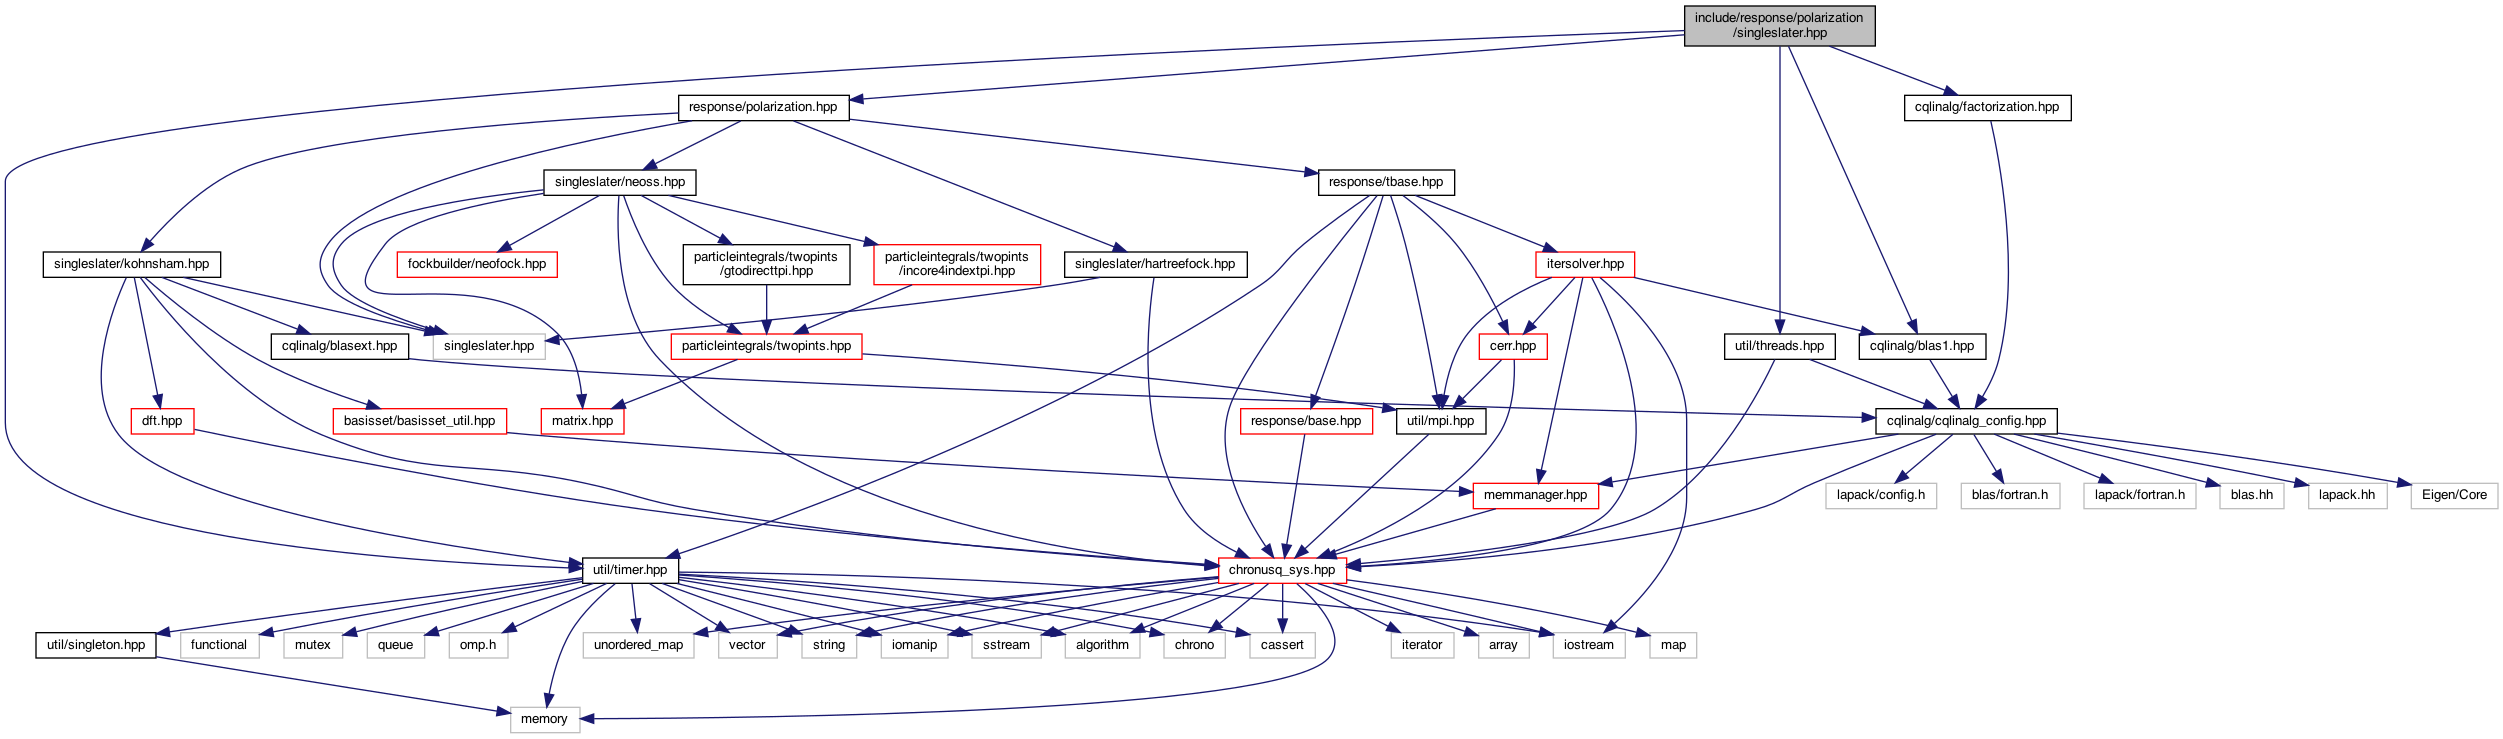 include/response/polarization
/singleslater.hpp
response/polarization.hpp
cqlinalg/factorization.hpp
singleslater/neoss.hpp
response/tbase.hpp
singleslater/kohnsham.hpp
fockbuilder/neofock.hpp
particleintegrals/twopints
/gtodirecttpi.hpp
particleintegrals/twopints
/incore4indextpi.hpp
singleslater/hartreefock.hpp
itersolver.hpp
cqlinalg/blasext.hpp
singleslater.hpp
particleintegrals/twopints.hpp
cerr.hpp
util/threads.hpp
cqlinalg/blas1.hpp
dft.hpp
basisset/basisset_util.hpp
matrix.hpp
response/base.hpp
util/mpi.hpp
cqlinalg/cqlinalg_config.hpp
memmanager.hpp
lapack/config.h
blas/fortran.h
lapack/fortran.h
blas.hh
lapack.hh
Eigen/Core
util/timer.hpp
chronusq_sys.hpp
util/singleton.hpp
functional
mutex
queue
omp.h
unordered_map
vector
string
iomanip
sstream
algorithm
chrono
cassert
iterator
array
iostream
map
memory